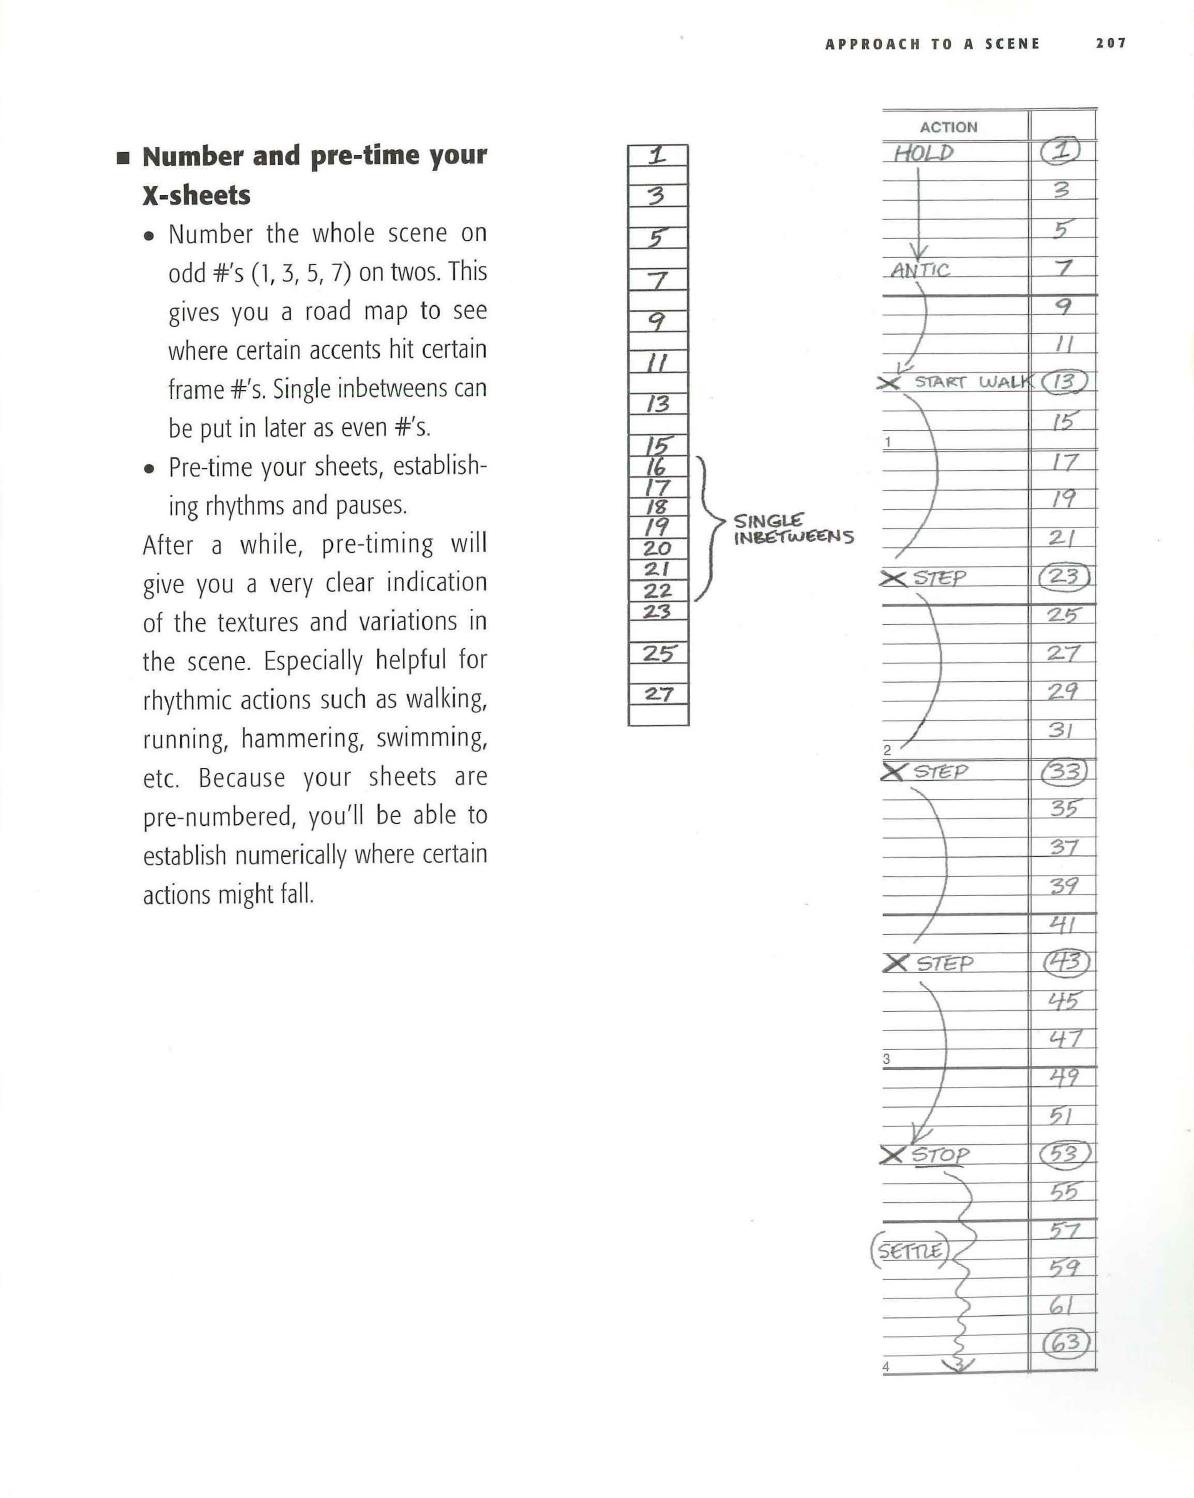 APPROACH TO A SCENE 207
■ Number and pre-time your
X-sheets
• Number the whole scene on
odd #'s (1, 3, 5, 7) on twos. This
gives you a road map to see
where certain accents hit certain
frame #'s. Single inbetweens can
be put in later as even #'s.
• Pre-time your sheets, establish-
ing rhythms and pauses.
After a while, pre-timing will
give you a very clear indication
of the textures and variations in
the scene. Especially helpful for
rhythmic actions such as walking,
running, hammering, swimming,
etc. Because your sheets are
pre-numbered, you'll be able to
establish numerically where certain
actions might fall.
1
3
5
7
9
11
13
15
16
17
18
19
20
21
22
23
25
27
SINGLE
INBETWEENS
ACTION
HOLD 1
3
5
ANTIC 7
9
11
X START WALK 13
15
1
17
19
21
X STEP 23
25
27
29
31
2
X STEP 33
35
37
39
41
X STEP 43
45
47
3
49
51
X STOP 53
55
57
(SETTLE)
59
61
63
4